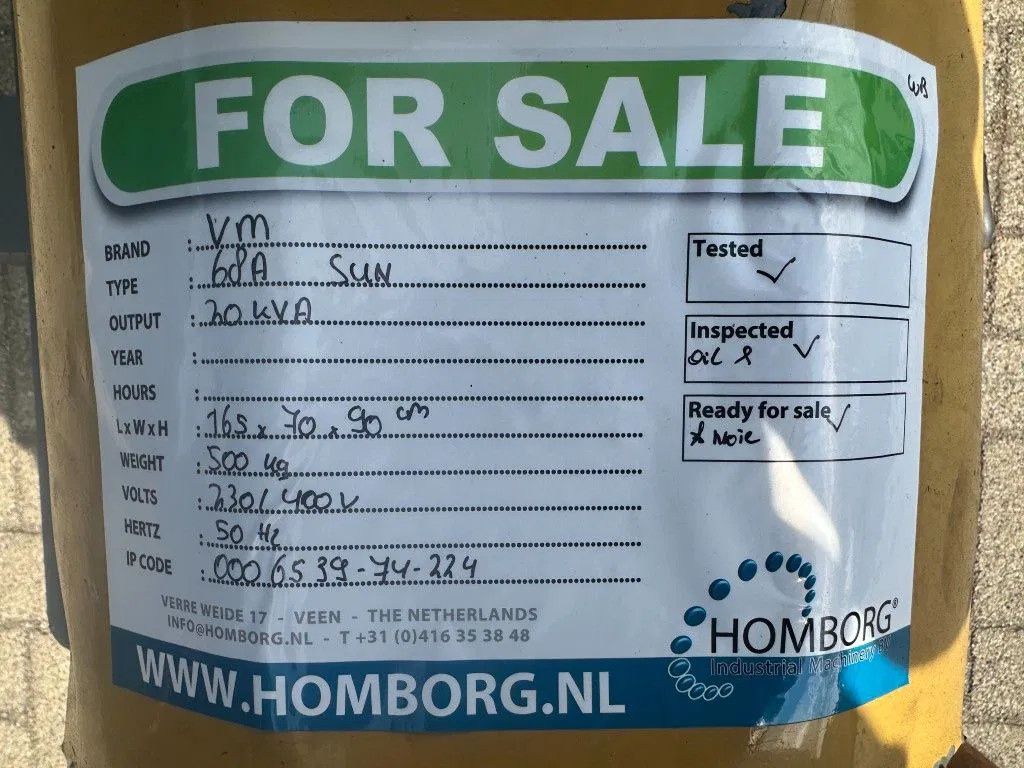 WB
FOR SALE
BRAND : VM
TYPE : 68A SUN
OUTPUT : 20 kVA
YEAR :
HOURS :
L x W x H : 165 x 70 x 90 cm
WEIGHT : 500 kg
VOLTS : 230/400V
HERTZ : 50 Hz
IP CODE : 0006539-74-224
Tested ✓
Inspected ✓
OiL &
Ready for sale ✓
VERRE WEIDE 17 - VEEN - THE NETHERLANDS
INFO@HOMBORG.NL - T +31 (0)416 35 38 48
WWW.HOMBORG.NL
HOMBORG®
Industrial Machinery BV